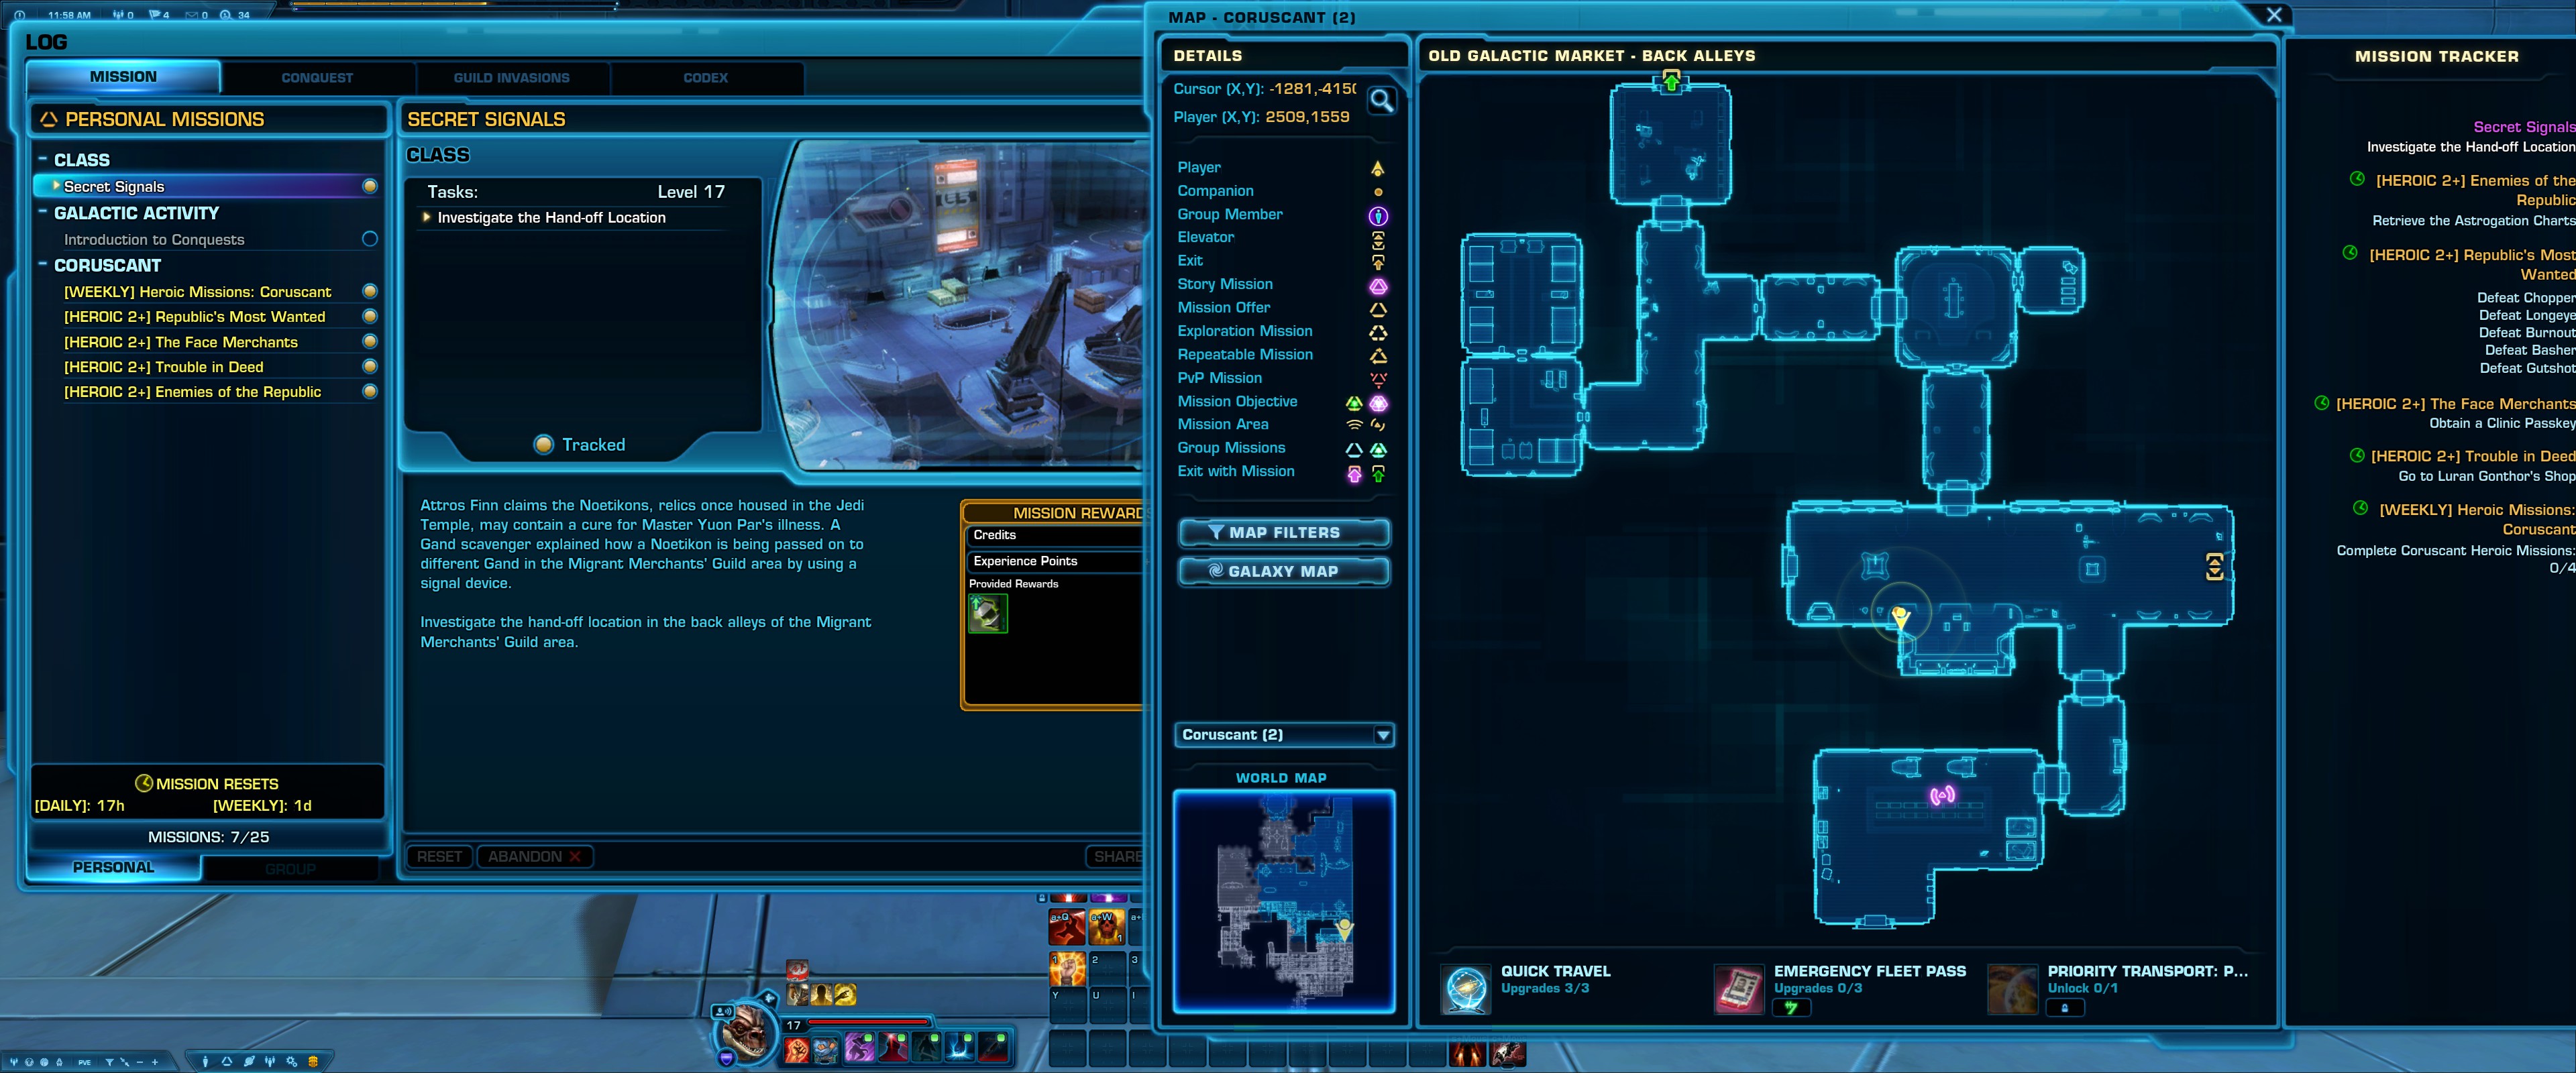 11:58 AM 0 4 0 34
LOG
MISSION
CONQUEST
GUILD INVASIONS
CODEX
PERSONAL MISSIONS
CLASS
Secret Signals
GALACTIC ACTIVITY
Introduction to Conquests
CORUSCANT
[WEEKLY] Heroic Missions: Coruscant
[HEROIC 2+] Republic's Most Wanted
[HEROIC 2+] The Face Merchants
[HEROIC 2+] Trouble in Deed
[HEROIC 2+] Enemies of the Republic
MISSION RESETS
[DAILY]: 17h [WEEKLY]: 1d
MISSIONS: 7/25
PERSONAL
GROUP
SECRET SIGNALS
CLASS
Tasks: Level 17
Investigate the Hand-off Location
Tracked
Attros Finn claims the Noetikons, relics once housed in the Jedi
Temple, may contain a cure for Master Yuon Par's illness. A
Gand scavenger explained how a Noetikon is being passed on to
different Gand in the Migrant Merchants' Guild area by using a
signal device.
Investigate the hand-off location in the back alleys of the Migrant
Merchants' Guild area.
MISSION REWARD
Credits
Experience Points
Provided Rewards
RESET
ABANDON
SHARE
MAP - CORUSCANT (2)
DETAILS
Cursor (X,Y): -1281,-4150
Player (X,Y): 2509,1559
Player
Companion
Group Member
Elevator
Exit
Story Mission
Mission Offer
Exploration Mission
Repeatable Mission
PvP Mission
Mission Objective
Mission Area
Group Missions
Exit with Mission
MAP FILTERS
GALAXY MAP
Coruscant (2)
WORLD MAP
OLD GALACTIC MARKET - BACK ALLEYS
QUICK TRAVEL
Upgrades 3/3
EMERGENCY FLEET PASS
Upgrades 0/3
PRIORITY TRANSPORT: P...
Unlock 0/1
MISSION TRACKER
Secret Signals
Investigate the Hand-off Location
[HEROIC 2+] Enemies of the
Republic
Retrieve the Astrogation Charts
[HEROIC 2+] Republic's Most
Wanted
Defeat Chopper
Defeat Longeye
Defeat Burnout
Defeat Basher
Defeat Gutshot
[HEROIC 2+] The Face Merchants
Obtain a Clinic Passkey
[HEROIC 2+] Trouble in Deed
Go to Luran Gonthor's Shop
[WEEKLY] Heroic Missions:
Coruscant
Complete Coruscant Heroic Missions:
0/4
a+Q a+W
1
1 2 3
Y U I
17
PVE